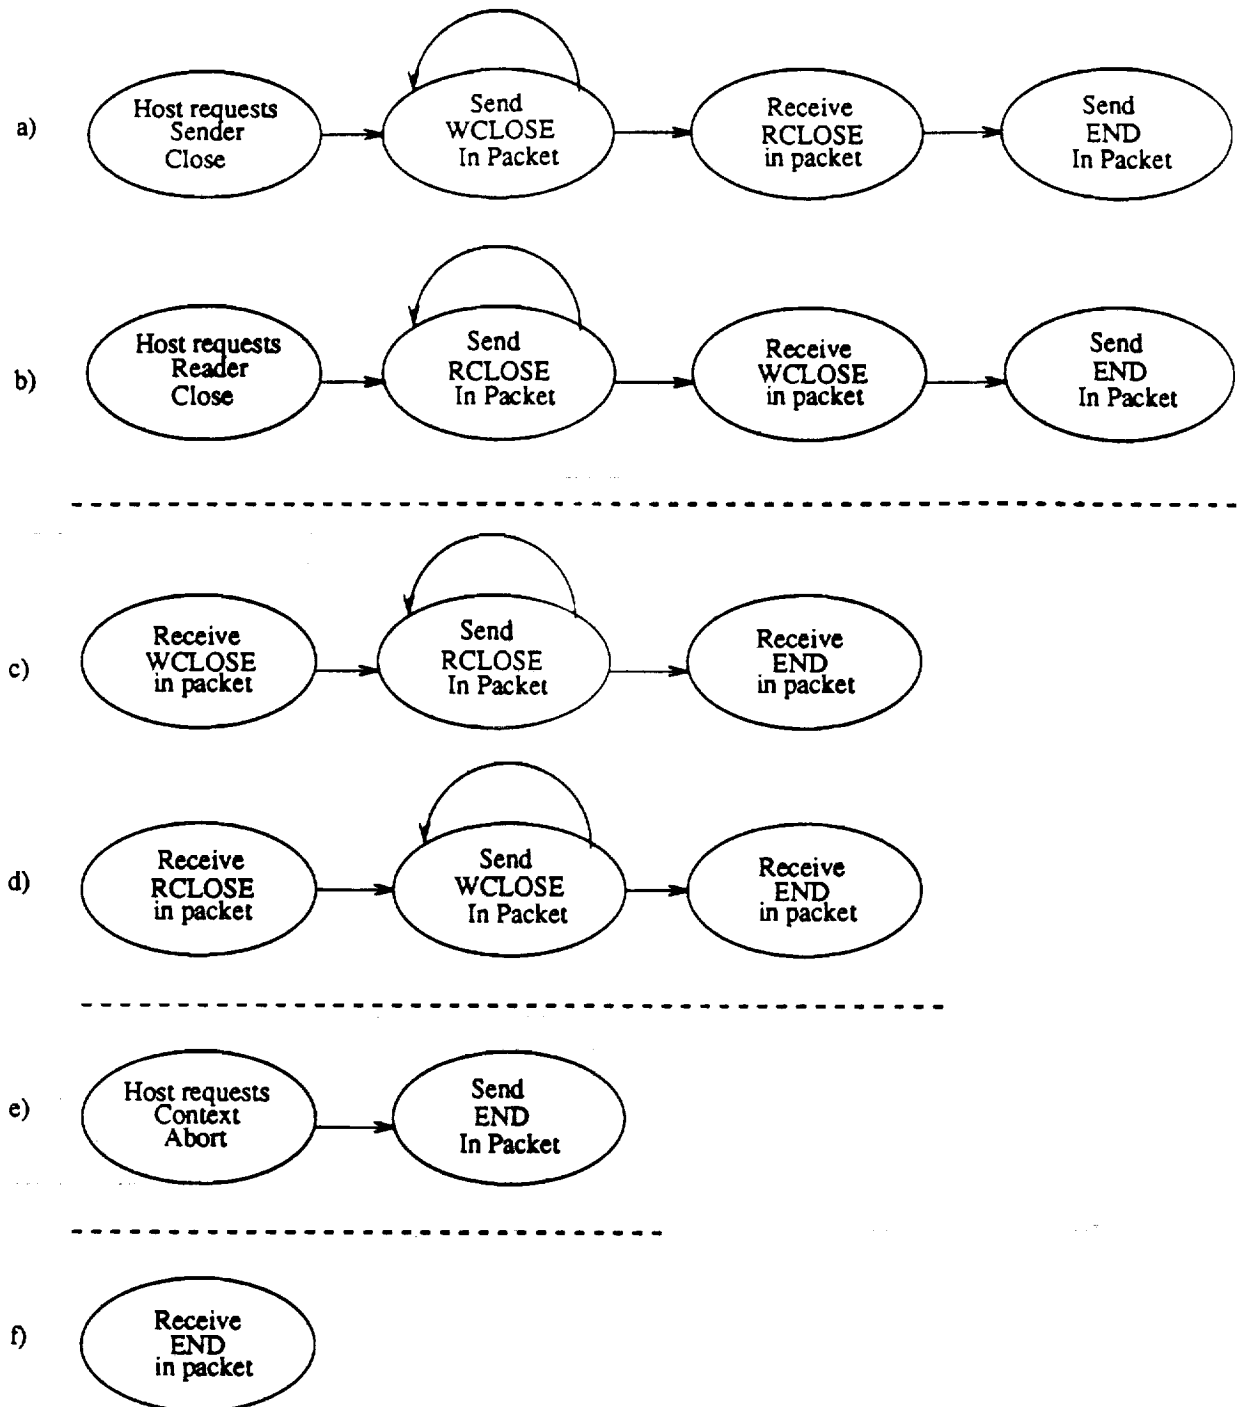 a)
Host requests
Sender
Close
Send
WCLOSE
In Packet
Receive
RCLOSE
in packet
Send
END
In Packet
b)
Host requests
Reader
Close
Send
RCLOSE
In Packet
Receive
WCLOSE
in packet
Send
END
In Packet
c)
Receive
WCLOSE
in packet
Send
RCLOSE
In Packet
Receive
END
in packet
d)
Receive
RCLOSE
in packet
Send
WCLOSE
In Packet
Receive
END
in packet
e)
Host requests
Context
Abort
Send
END
In Packet
f)
Receive
END
in packet